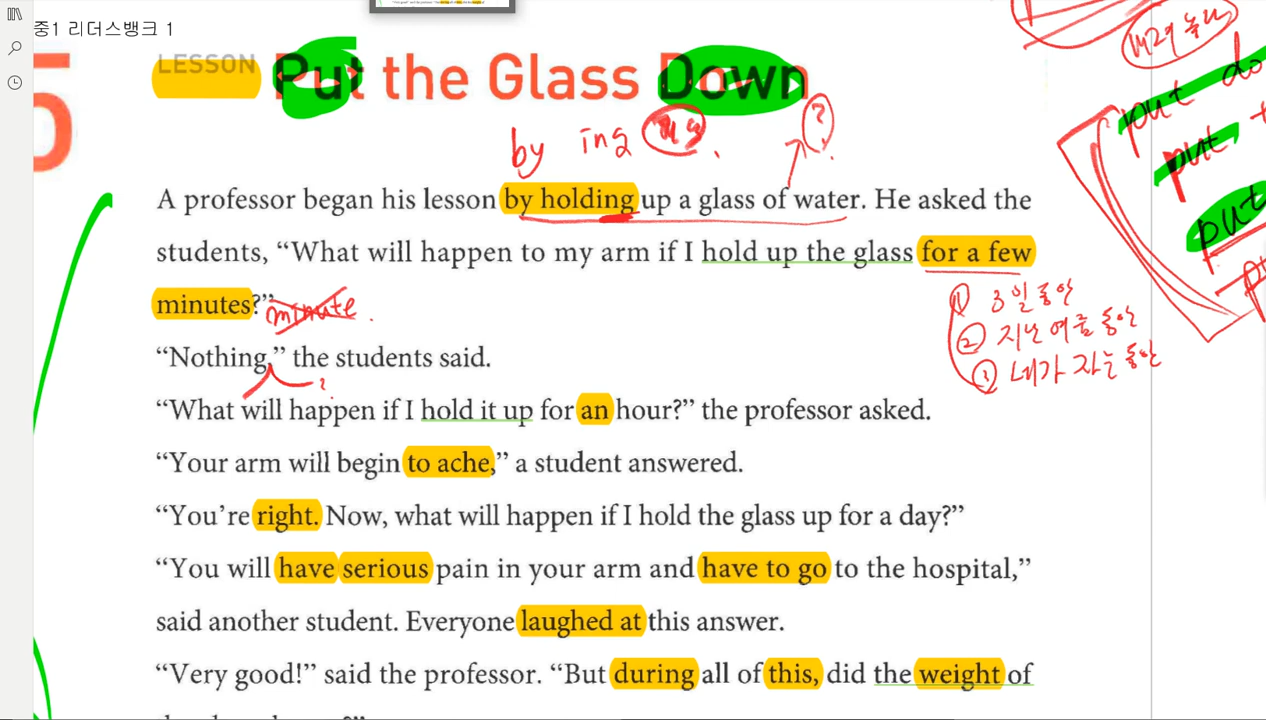 중1 리더스뱅크 1
LESSON
5 Put the Glass Down
by ing
?
put do
put
put
A professor began his lesson by holding up a glass of water. He asked the
students, “What will happen to my arm if I hold up the glass for a few
minutes?”
minute.
① 3일 동안
② 지난 여름 동안
③ 네가 자는 동안
“Nothing,” the students said.
?
“What will happen if I hold it up for an hour?” the professor asked.
“Your arm will begin to ache,” a student answered.
“You’re right. Now, what will happen if I hold the glass up for a day?”
“You will have serious pain in your arm and have to go to the hospital,”
said another student. Everyone laughed at this answer.
“Very good!” said the professor. “But during all of this, did the weight of